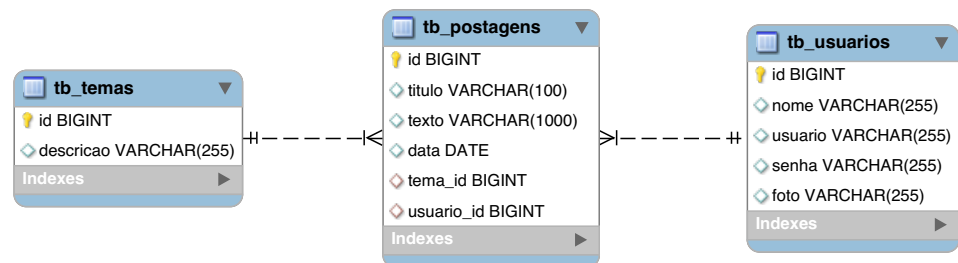 tb_temas
id BIGINT
descricao VARCHAR(255)
Indexes
tb_postagens
id BIGINT
titulo VARCHAR(100)
texto VARCHAR(1000)
data DATE
tema_id BIGINT
usuario_id BIGINT
Indexes
tb_usuarios
id BIGINT
nome VARCHAR(255)
usuario VARCHAR(255)
senha VARCHAR(255)
foto VARCHAR(255)
Indexes